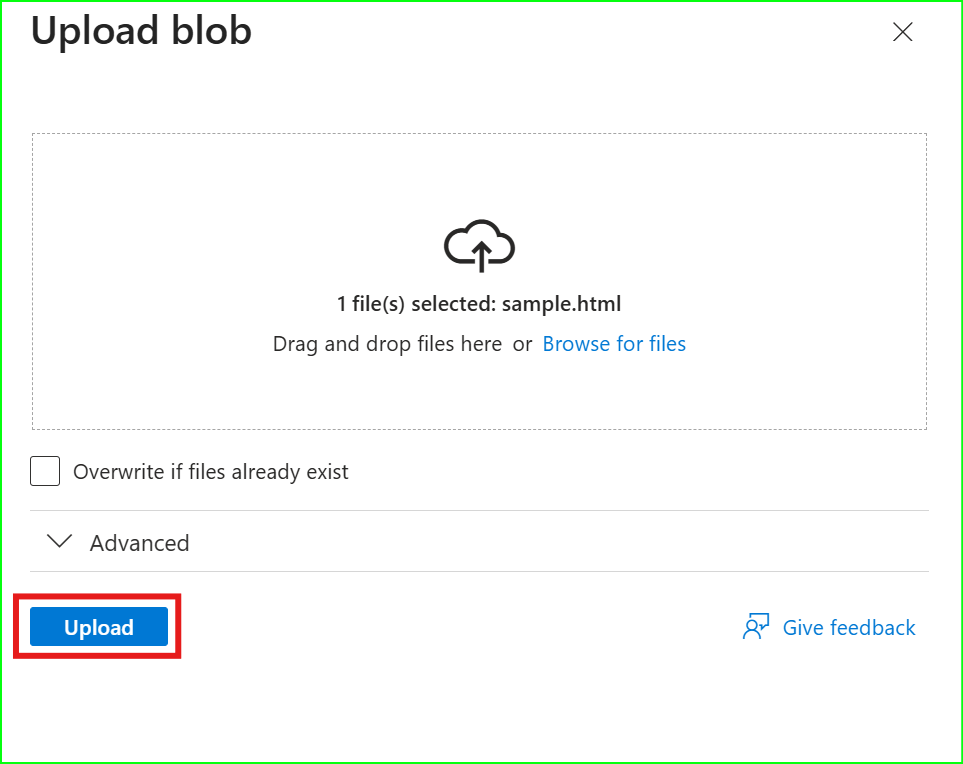 Upload blob
1 file(s) selected: sample.html
Drag and drop files here or Browse for files
Overwrite if files already exist
Advanced
Upload
Give feedback